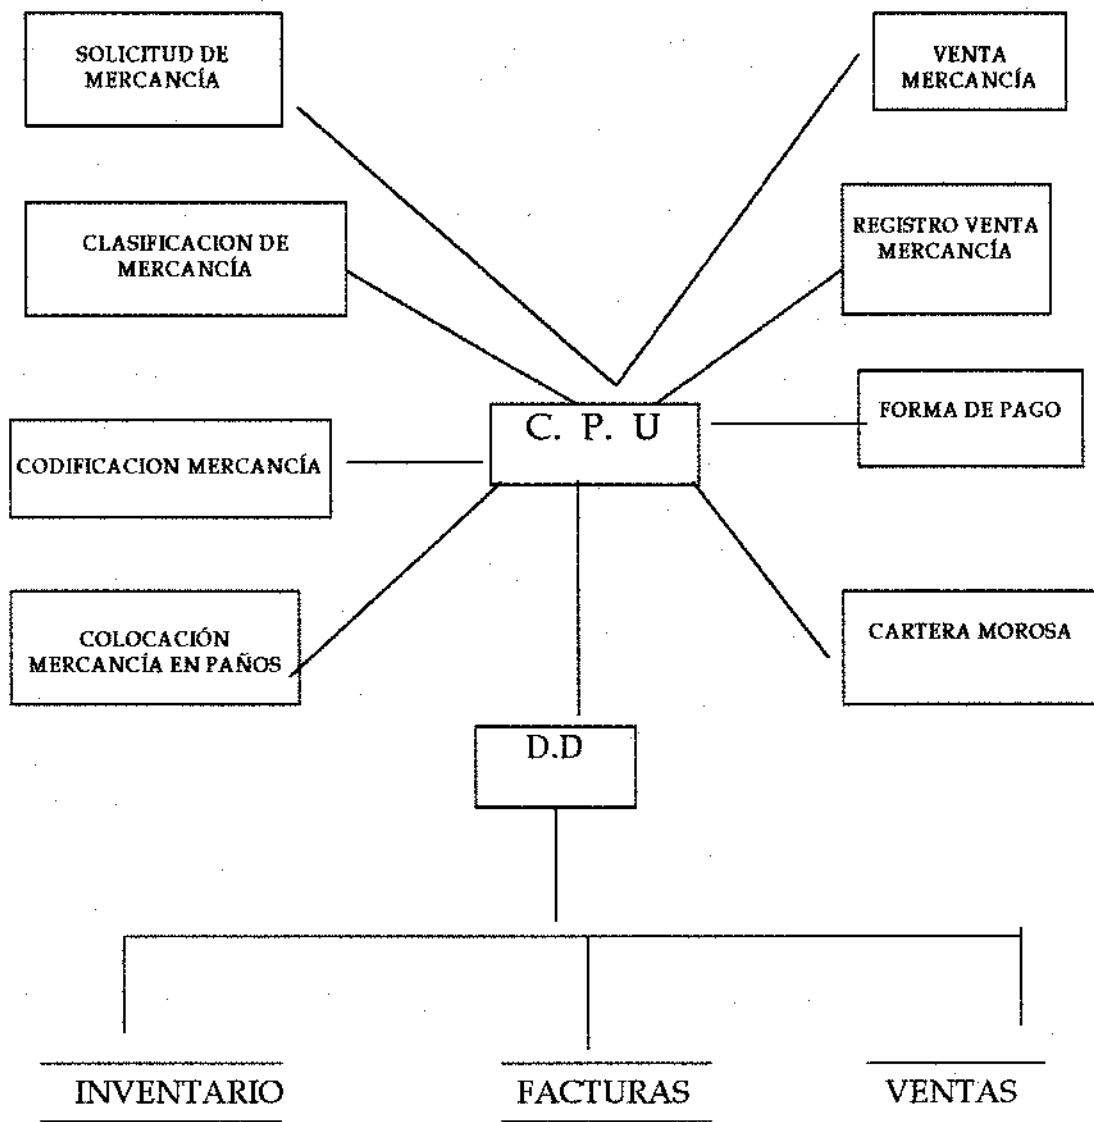 SOLICITUD DE
MERCANCÍA
VENTA
MERCANCÍA
CLASIFICACION DE
MERCANCÍA
REGISTRO VENTA
MERCANCÍA
C. P. U
FORMA DE PAGO
CODIFICACION MERCANCÍA
COLOCACIÓN
MERCANCÍA EN PAÑOS
CARTERA MOROSA
D.D
INVENTARIO
FACTURAS
VENTAS